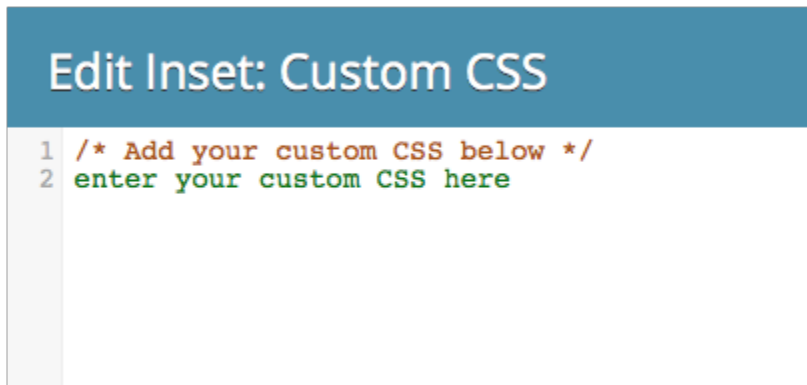 Edit Inset: Custom CSS
1 /* Add your custom CSS below */
2 enter your custom CSS here